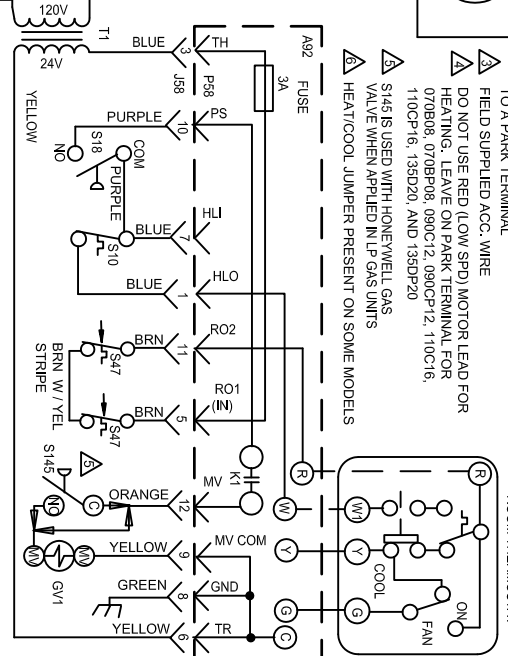 TO A PARK TERMINAL
3 FIELD SUPPLIED ACC. WIRE
4 DO NOT USE RED (LOW SPD) MOTOR LEAD FOR
HEATING. LEAVE ON PARK TERMINAL FOR
070B08, 070BP08, 090C12, 090CP12, 110C16,
110CP16, 135D20, AND 135DP20
5 S145 IS USED WITH HONEYWELL GAS
VALVE WHEN APPLIED IN LP GAS UNITS
6 HEAT/COOL JUMPER PRESENT ON SOME MODELS
120V
T1
24V
BLUE
3
TH
J58
P58
A92
FUSE
3A
YELLOW
PURPLE
10
PS
NO
S18
COM
PURPLE
BLUE
7
HLI
S10
BLUE
1
HLO
BRN
11
RO2
S47
BRN W / YEL
STRIPE
S47
BRN
5
RO1
(IN)
S145
5
NO
C
ORANGE
12
MV
K1
MV
GV1
MV
YELLOW
9
MV COM
GREEN
8
GND
YELLOW
6
TR
R
W
Y
G
C
R
W1
Y
G
COOL
FAN
ON